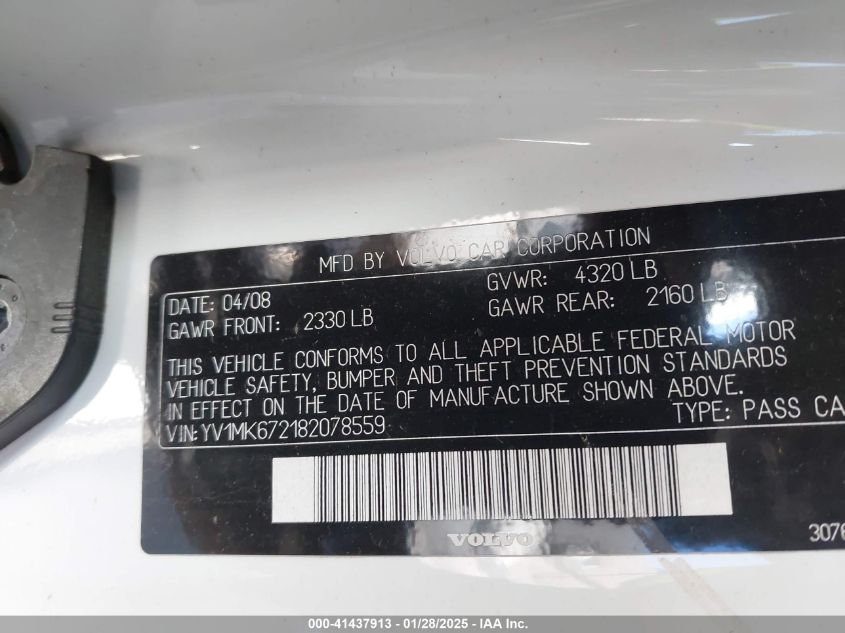 MFD BY VOLVO CAR CORPORATION
DATE: 04/08 GVWR: 4320 LB
GAWR FRONT: 2330 LB GAWR REAR: 2160 LB
THIS VEHICLE CONFORMS TO ALL APPLICABLE FEDERAL MOTOR
VEHICLE SAFETY, BUMPER AND THEFT PREVENTION STANDARDS
IN EFFECT ON THE DATE OF MANUFACTURE SHOWN ABOVE.
VIN: YV1MK672182078559 TYPE: PASS CA
VOLVO 3076
000-41437913 - 01/28/2025 - IAA Inc.